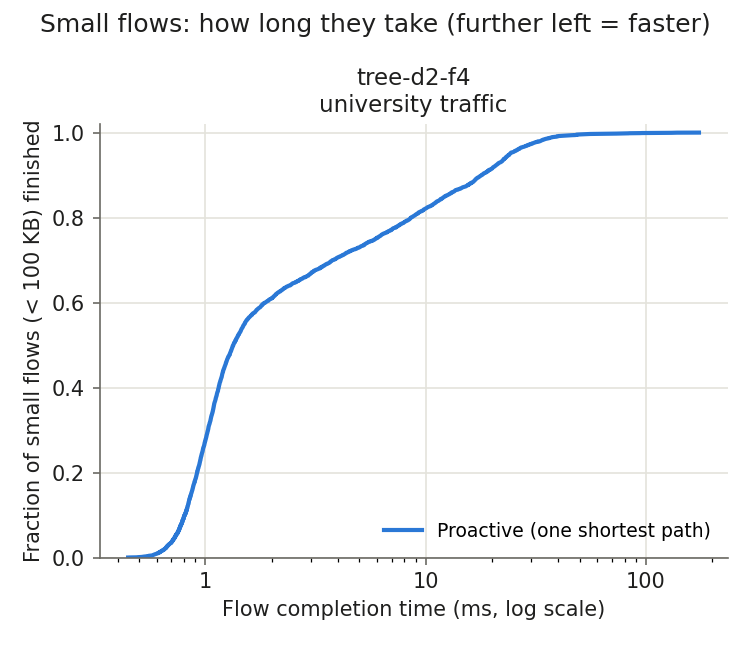 Small flows: how long they take (further left = faster)
tree-d2-f4
university traffic
Fraction of small flows (< 100 KB) finished
1.0
0.8
0.6
0.4
0.2
0.0
Proactive (one shortest path)
1
10
100
Flow completion time (ms, log scale)